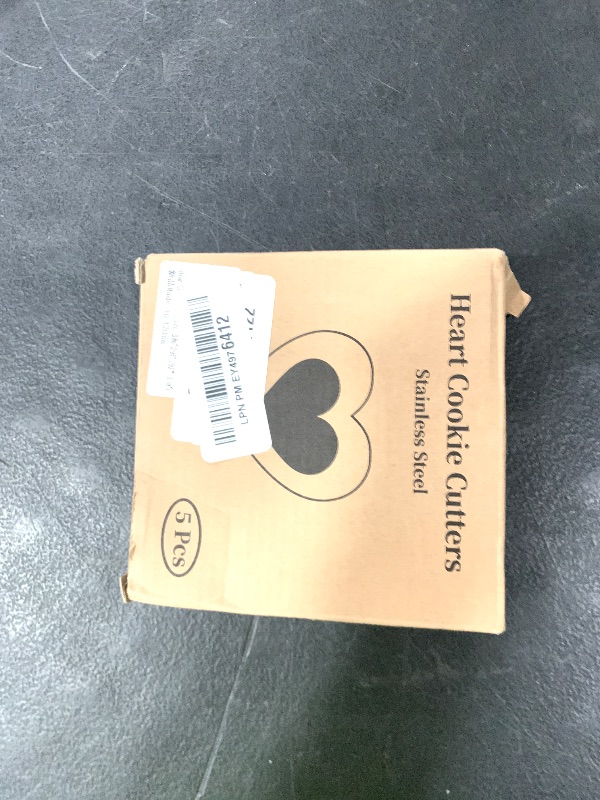 Heart Cookie Cutters
Stainless Steel
LPN PM EY4976412
5 Pcs